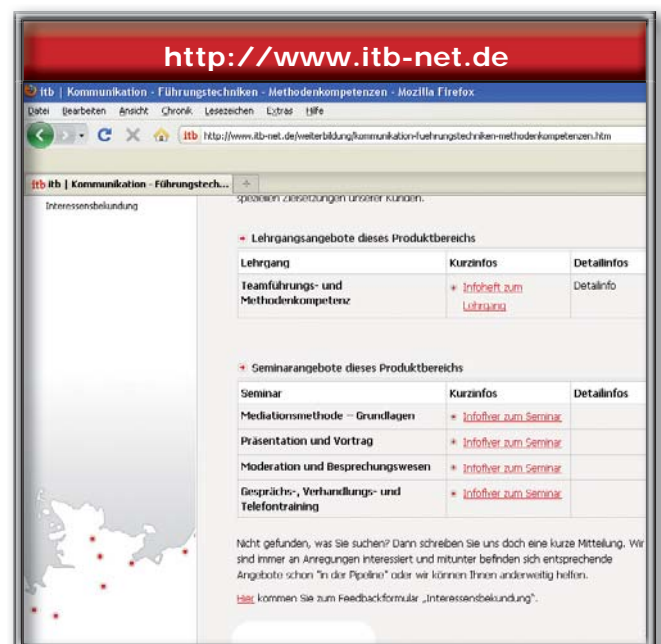 http://www.itb-net.de
itb | Kommunikation - Führungstechniken - Methodenkompetenzen - Mozilla Firefox
Datei Bearbeiten Ansicht Chronik Lesezeichen Extras Hilfe
itb http://www.itb-net.de/weiterbildung/kommunikation-fuehrungstechniken-methodenkompetenzen.htm
itb itb | Kommunikation - Führungstech...
Interessensbekundung
speziellen Zielsetzungen unserer Kunden.
Lehrgangsangebote dieses Produktbereichs
Lehrgang Kurzinfos Detailinfos
Teamführungs- und Methodenkompetenz Infoheft zum Lehrgang Detailinfo
Seminarangebote dieses Produktbereichs
Seminar Kurzinfos Detailinfos
Mediationsmethode – Grundlagen Infoflyer zum Seminar
Präsentation und Vortrag Infoflyer zum Seminar
Moderation und Besprechungswesen Infoflyer zum Seminar
Gesprächs-, Verhandlungs- und Telefontraining Infoflyer zum Seminar
Nicht gefunden, was Sie suchen? Dann schreiben Sie uns doch eine kurze Mitteilung. Wir
sind immer an Anregungen interessiert und mitunter befinden sich entsprechende
Angebote schon "in der Pipeline" oder wir können Ihnen anderweitig helfen.
Hier kommen Sie zum Feedbackformular „Interessensbekundung".